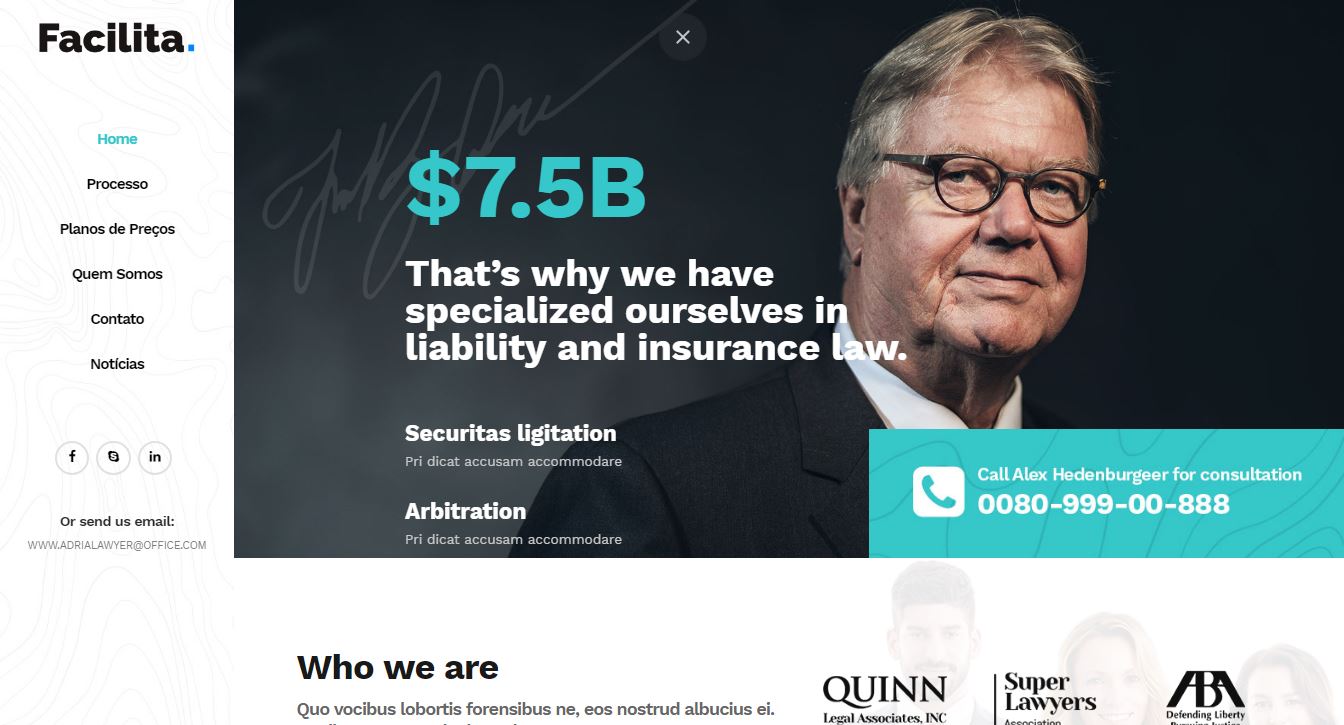 Facilita.
Home
Processo
Planos de Preços
Quem Somos
Contato
Notícias
Or send us email:
WWW.ADRIALAWYER@OFFICE.COM
$7.5B
That’s why we have
specialized ourselves in
liability and insurance law.
Securitas ligitation
Pri dicat accusam accommodare
Arbitration
Pri dicat accusam accommodare
Call Alex Hedenburgeer for consultation
0080-999-00-888
Who we are
Quo vocibus lobortis forensibus ne, eos nostrud albucius ei.
QUINN
Legal Associates, INC
Super
Lawyers
Association
ABA
Defending Liberty
Pursuing Justice